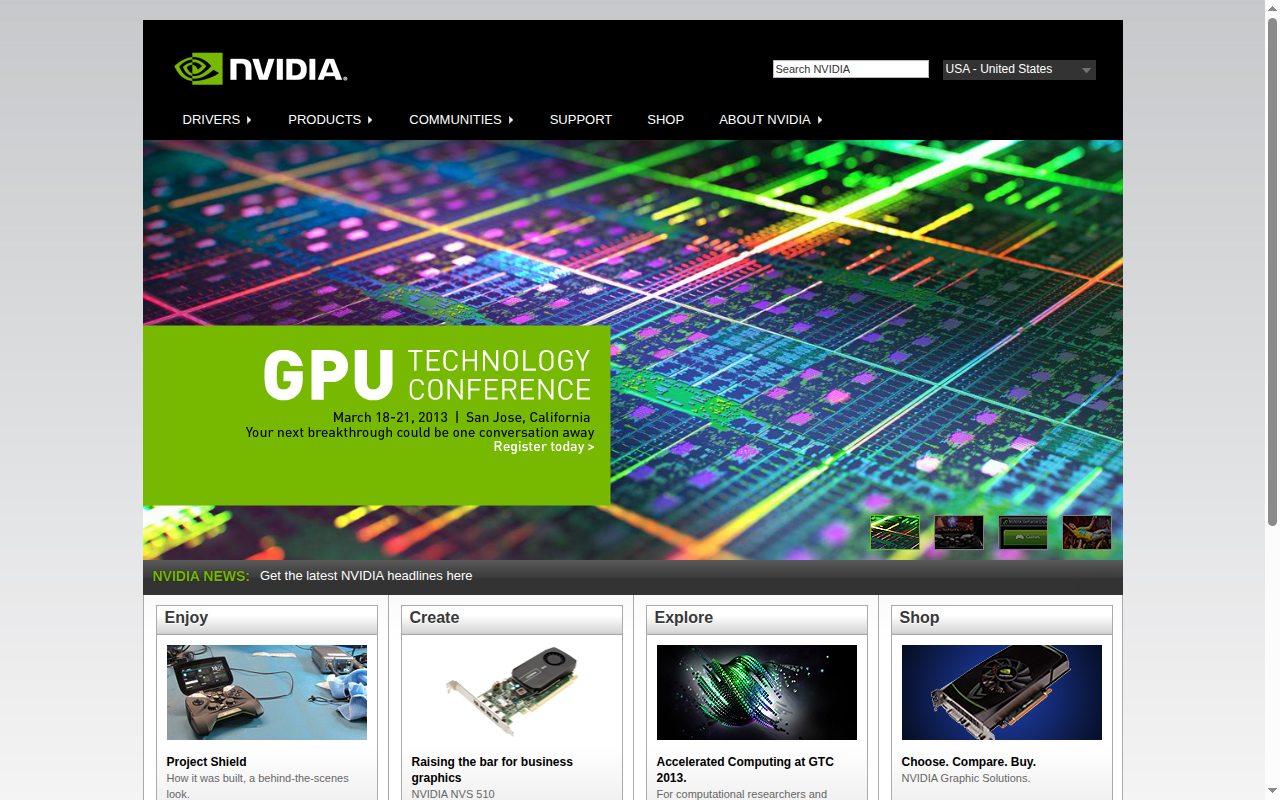 NVIDIA.
Search NVIDIA
USA - United States
DRIVERS
PRODUCTS
COMMUNITIES
SUPPORT
SHOP
ABOUT NVIDIA
GPU TECHNOLOGY
CONFERENCE
March 18-21, 2013 | San Jose, California
Your next breakthrough could be one conversation away
Register today >
NVIDIA NEWS: Get the latest NVIDIA headlines here
Enjoy
Project Shield
How it was built, a behind-the-scenes
look.
Create
Raising the bar for business
graphics
NVIDIA NVS 510
Explore
Accelerated Computing at GTC
2013.
For computational researchers and
Shop
Choose. Compare. Buy.
NVIDIA Graphic Solutions.